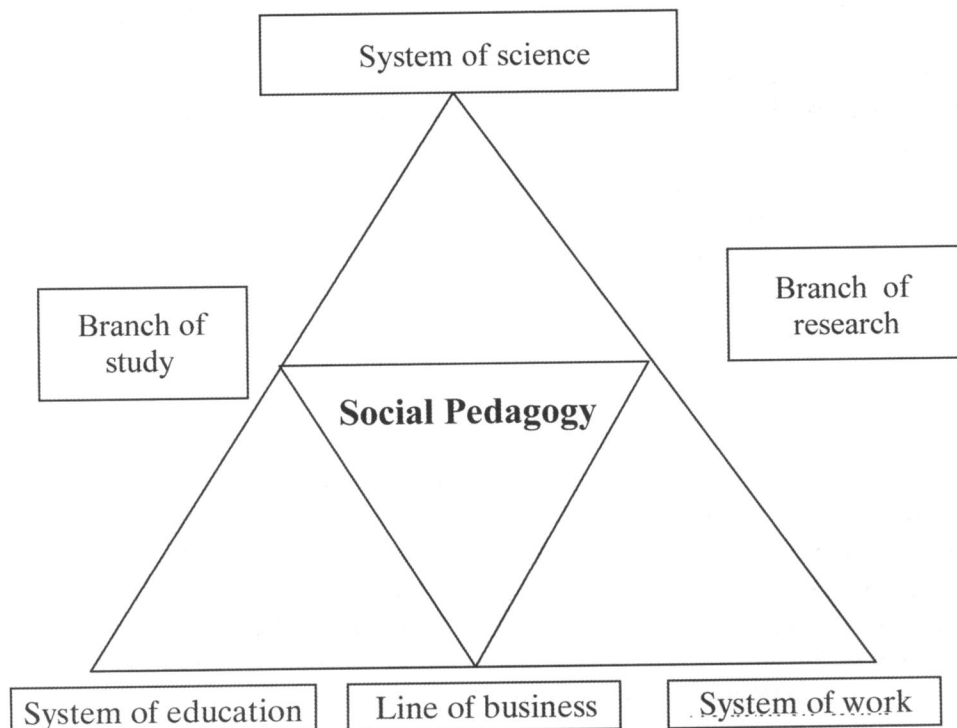 System of science
Branch of
study
Branch of
research
Social Pedagogy
System of education
Line of business
System of work